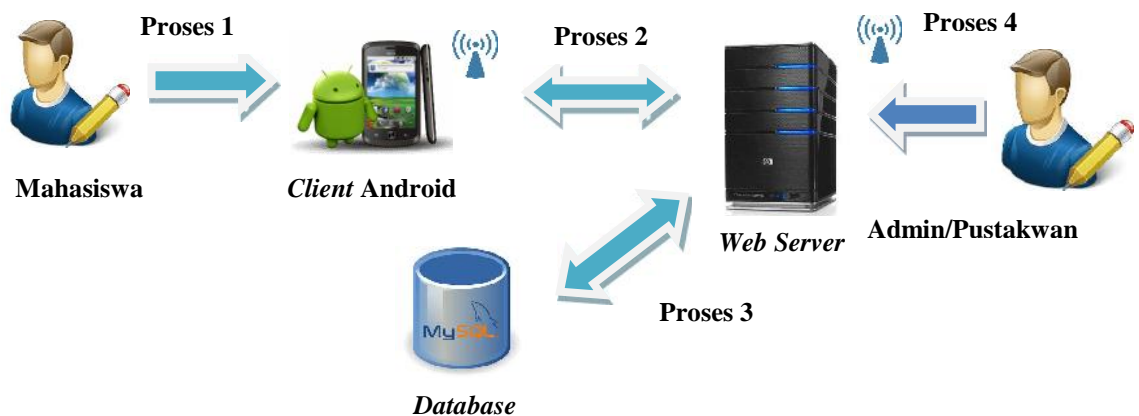 Proses 1
Proses 2
Proses 4
Mahasiswa
Client Android
Web Server
Admin/Pustakwan
Proses 3
MySQL
Database